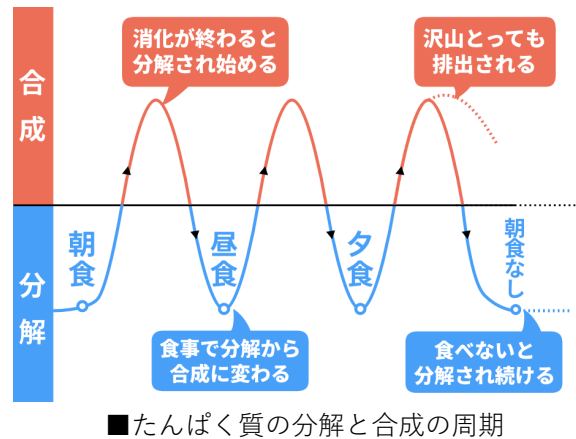 合成
消化が終わると
分解され始める
沢山とっても
排出される
分解
朝食
昼食
夕食
朝食なし
食事で分解から
合成に変わる
食べないと
分解され続ける
■たんぱく質の分解と合成の周期